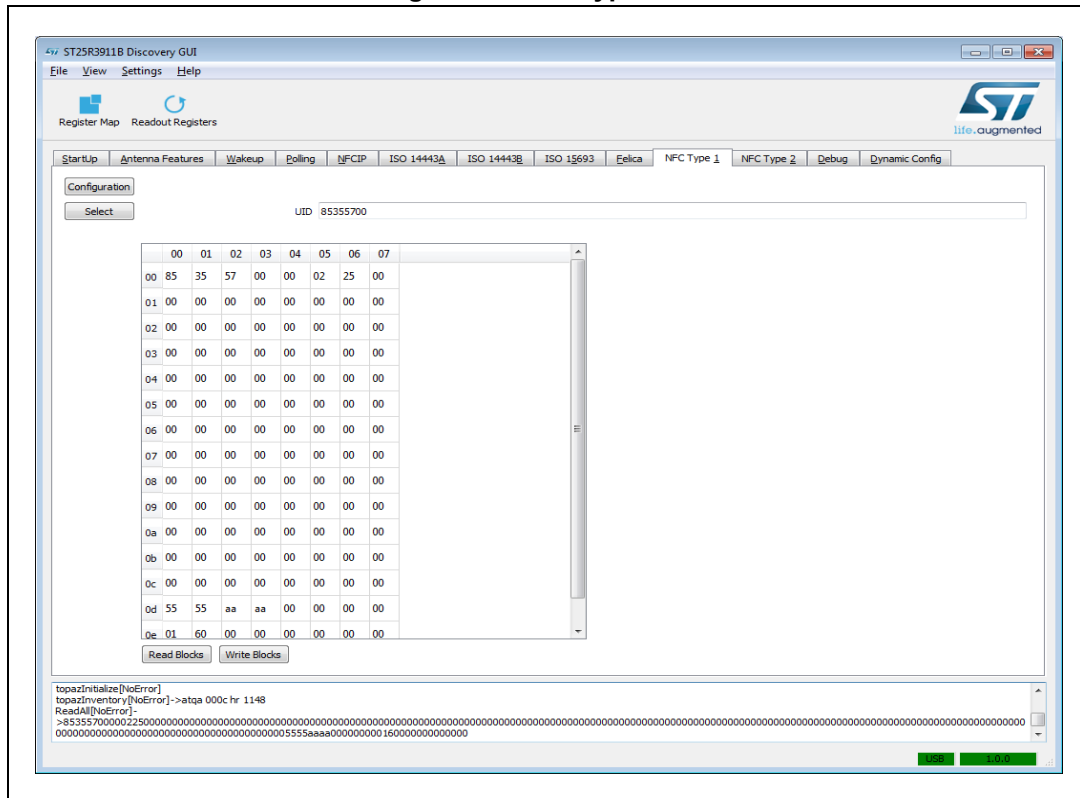 ST25R3911B Discovery GUI
File View Settings Help
Register Map Readout Registers
ST
life.augmented
StartUp Antenna Features Wakeup Polling NFCIP ISO 14443A ISO 14443B ISO 15693 Felica NFC Type 1 NFC Type 2 Debug Dynamic Config
Configuration
Select UID 85355700
00 01 02 03 04 05 06 07
00 85 35 57 00 00 02 25 00
01 00 00 00 00 00 00 00 00
02 00 00 00 00 00 00 00 00
03 00 00 00 00 00 00 00 00
04 00 00 00 00 00 00 00 00
05 00 00 00 00 00 00 00 00
06 00 00 00 00 00 00 00 00
07 00 00 00 00 00 00 00 00
08 00 00 00 00 00 00 00 00
09 00 00 00 00 00 00 00 00
0a 00 00 00 00 00 00 00 00
0b 00 00 00 00 00 00 00 00
0c 00 00 00 00 00 00 00 00
0d 55 55 aa aa 00 00 00 00
0e 01 60 00 00 00 00 00 00
Read Blocks Write Blocks
topazInitialize[NoError]
topazInventory[NoError]->atqa 000c hr 1148
ReadAll[NoError]-
USB 1.0.0